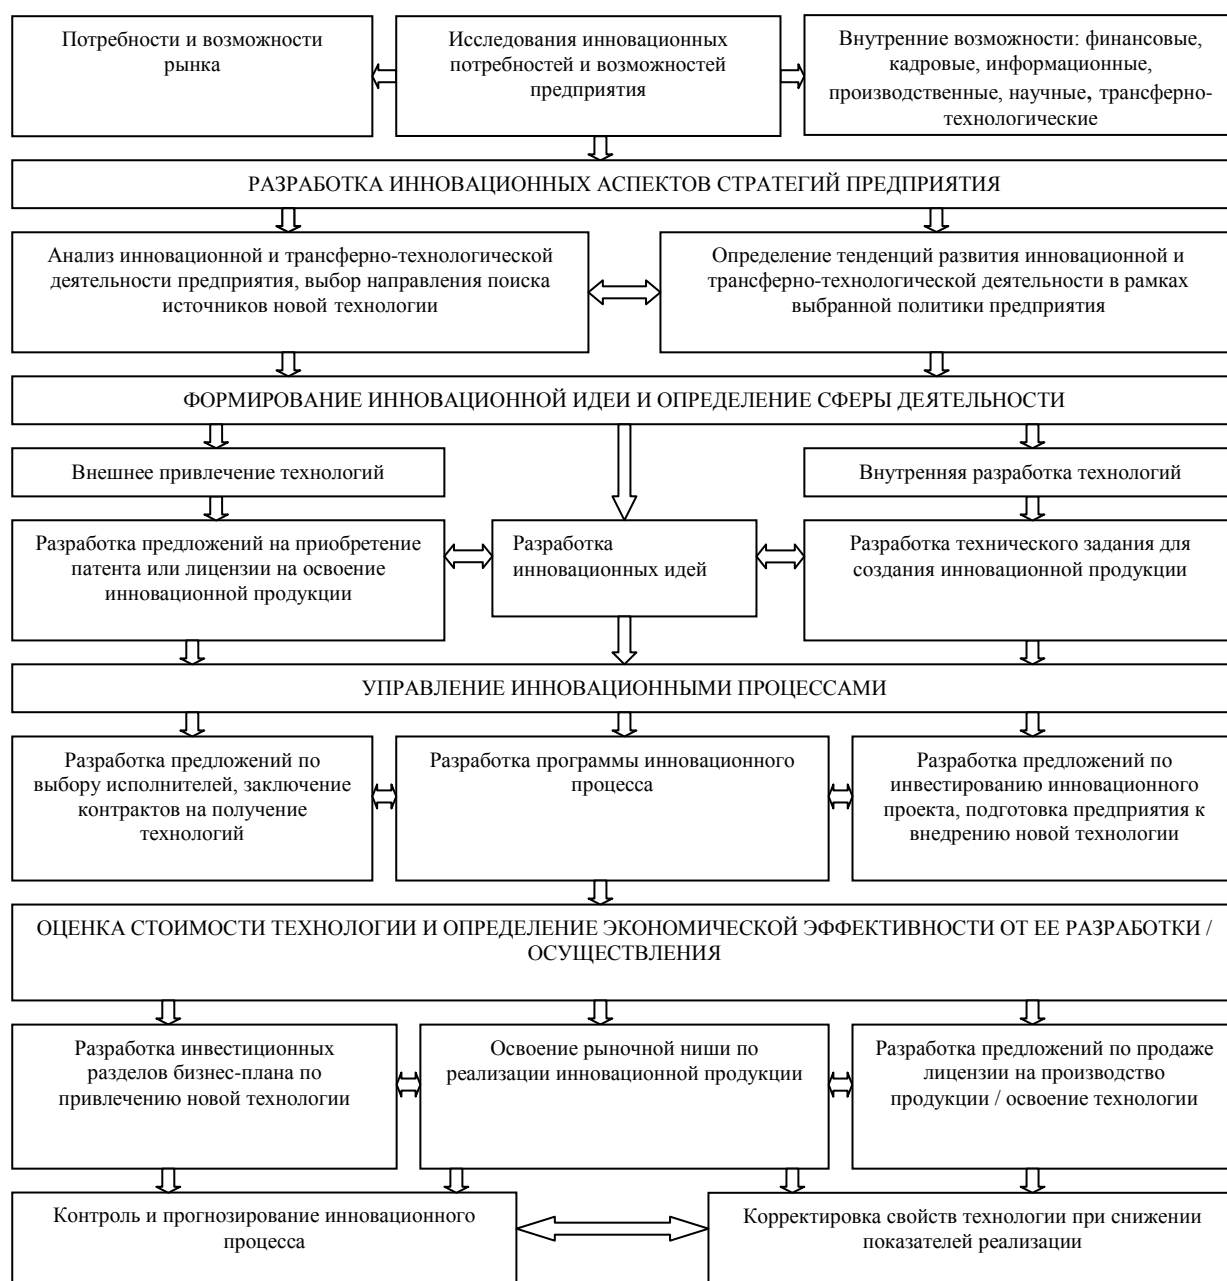 Потребности и возможности
рынка
Исследования инновационных
потребностей и возможностей
предприятия
Внутренние возможности: финансовые,
кадровые, информационные,
производственные, научные, трансферно-
технологические
РАЗРАБОТКА ИННОВАЦИОННЫХ АСПЕКТОВ СТРАТЕГИЙ ПРЕДПРИЯТИЯ
Анализ инновационной и трансферно-технологической
деятельности предприятия, выбор направления поиска
источников новой технологии
Определение тенденций развития инновационной и
трансферно-технологической деятельности в рамках
выбранной политики предприятия
ФОРМИРОВАНИЕ ИННОВАЦИОННОЙ ИДЕИ И ОПРЕДЕЛЕНИЕ СФЕРЫ ДЕЯТЕЛЬНОСТИ
Внешнее привлечение технологий
Внутренняя разработка технологий
Разработка предложений на приобретение
патента или лицензии на освоение
инновационной продукции
Разработка
инновационных идей
Разработка технического задания для
создания инновационной продукции
УПРАВЛЕНИЕ ИННОВАЦИОННЫМИ ПРОЦЕССАМИ
Разработка предложений по
выбору исполнителей, заключение
контрактов на получение
технологий
Разработка программы инновационного
процесса
Разработка предложений по
инвестированию инновационного
проекта, подготовка предприятия к
внедрению новой технологии
ОЦЕНКА СТОИМОСТИ ТЕХНОЛОГИИ И ОПРЕДЕЛЕНИЕ ЭКОНОМИЧЕСКОЙ ЭФФЕКТИВНОСТИ ОТ ЕЕ РАЗРАБОТКИ /
ОСУЩЕСТВЛЕНИЯ
Разработка инвестиционных
разделов бизнес-плана по
привлечению новой технологии
Освоение рыночной ниши по
реализации инновационной продукции
Разработка предложений по продаже
лицензии на производство
продукции / освоение технологии
Контроль и прогнозирование инновационного
процесса
Корректировка свойств технологии при снижении
показателей реализации